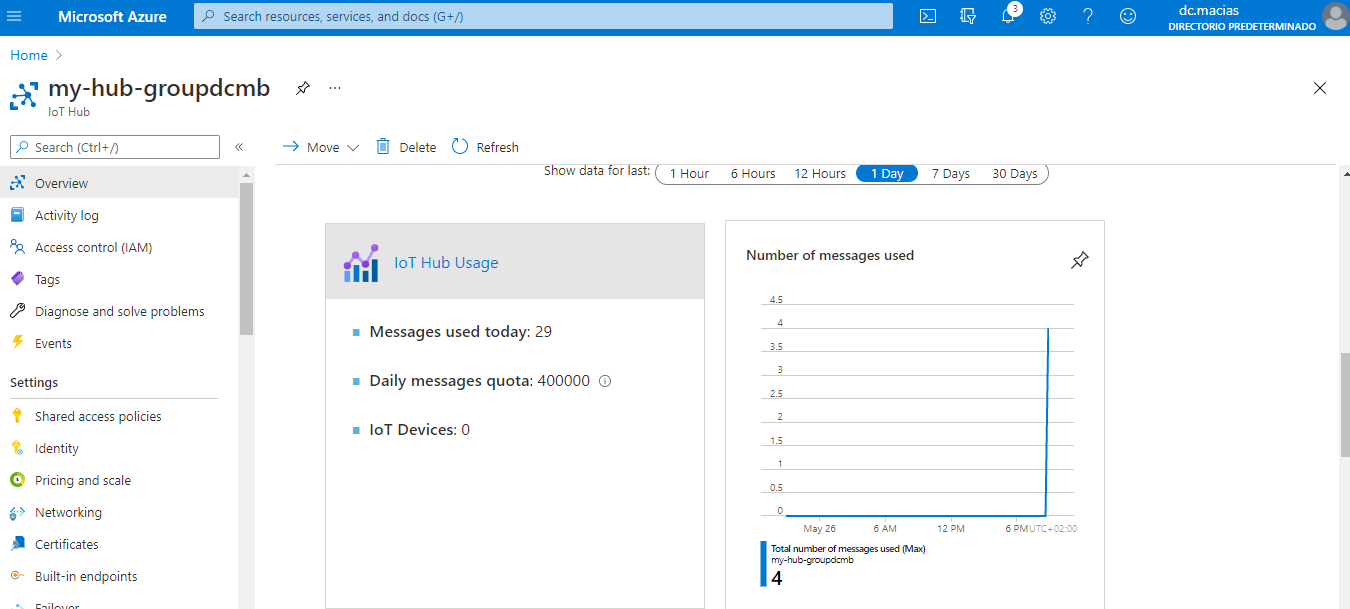 Microsoft Azure
Search resources, services, and docs (G+/)
3
dc.macias
DIRECTORIO PREDETERMINADO
Home
my-hub-groupdcmb
IoT Hub
Search (Ctrl+/)
Move
Delete
Refresh
Overview
Activity log
Access control (IAM)
Tags
Diagnose and solve problems
Events
Settings
Shared access policies
Identity
Pricing and scale
Networking
Certificates
Built-in endpoints
Failover
Show data for last:
1 Hour
6 Hours
12 Hours
1 Day
7 Days
30 Days
IoT Hub Usage
Messages used today: 29
Daily messages quota: 400000
IoT Devices: 0
Number of messages used
4.5
4
3.5
3
2.5
2
1.5
1
0.5
0
May 26
6 AM
12 PM
6 PM
UTC+02:00
Total number of messages used (Max)
my-hub-groupdcmb
4